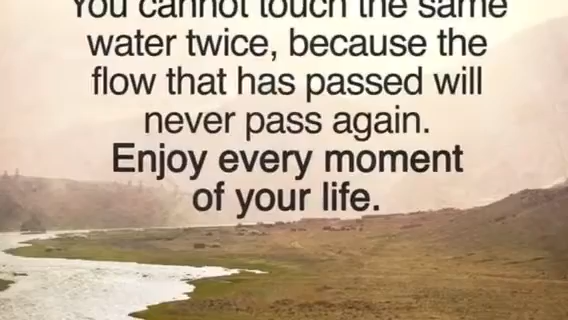 You cannot touch the same
water twice, because the
flow that has passed will
never pass again.
Enjoy every moment
of your life.